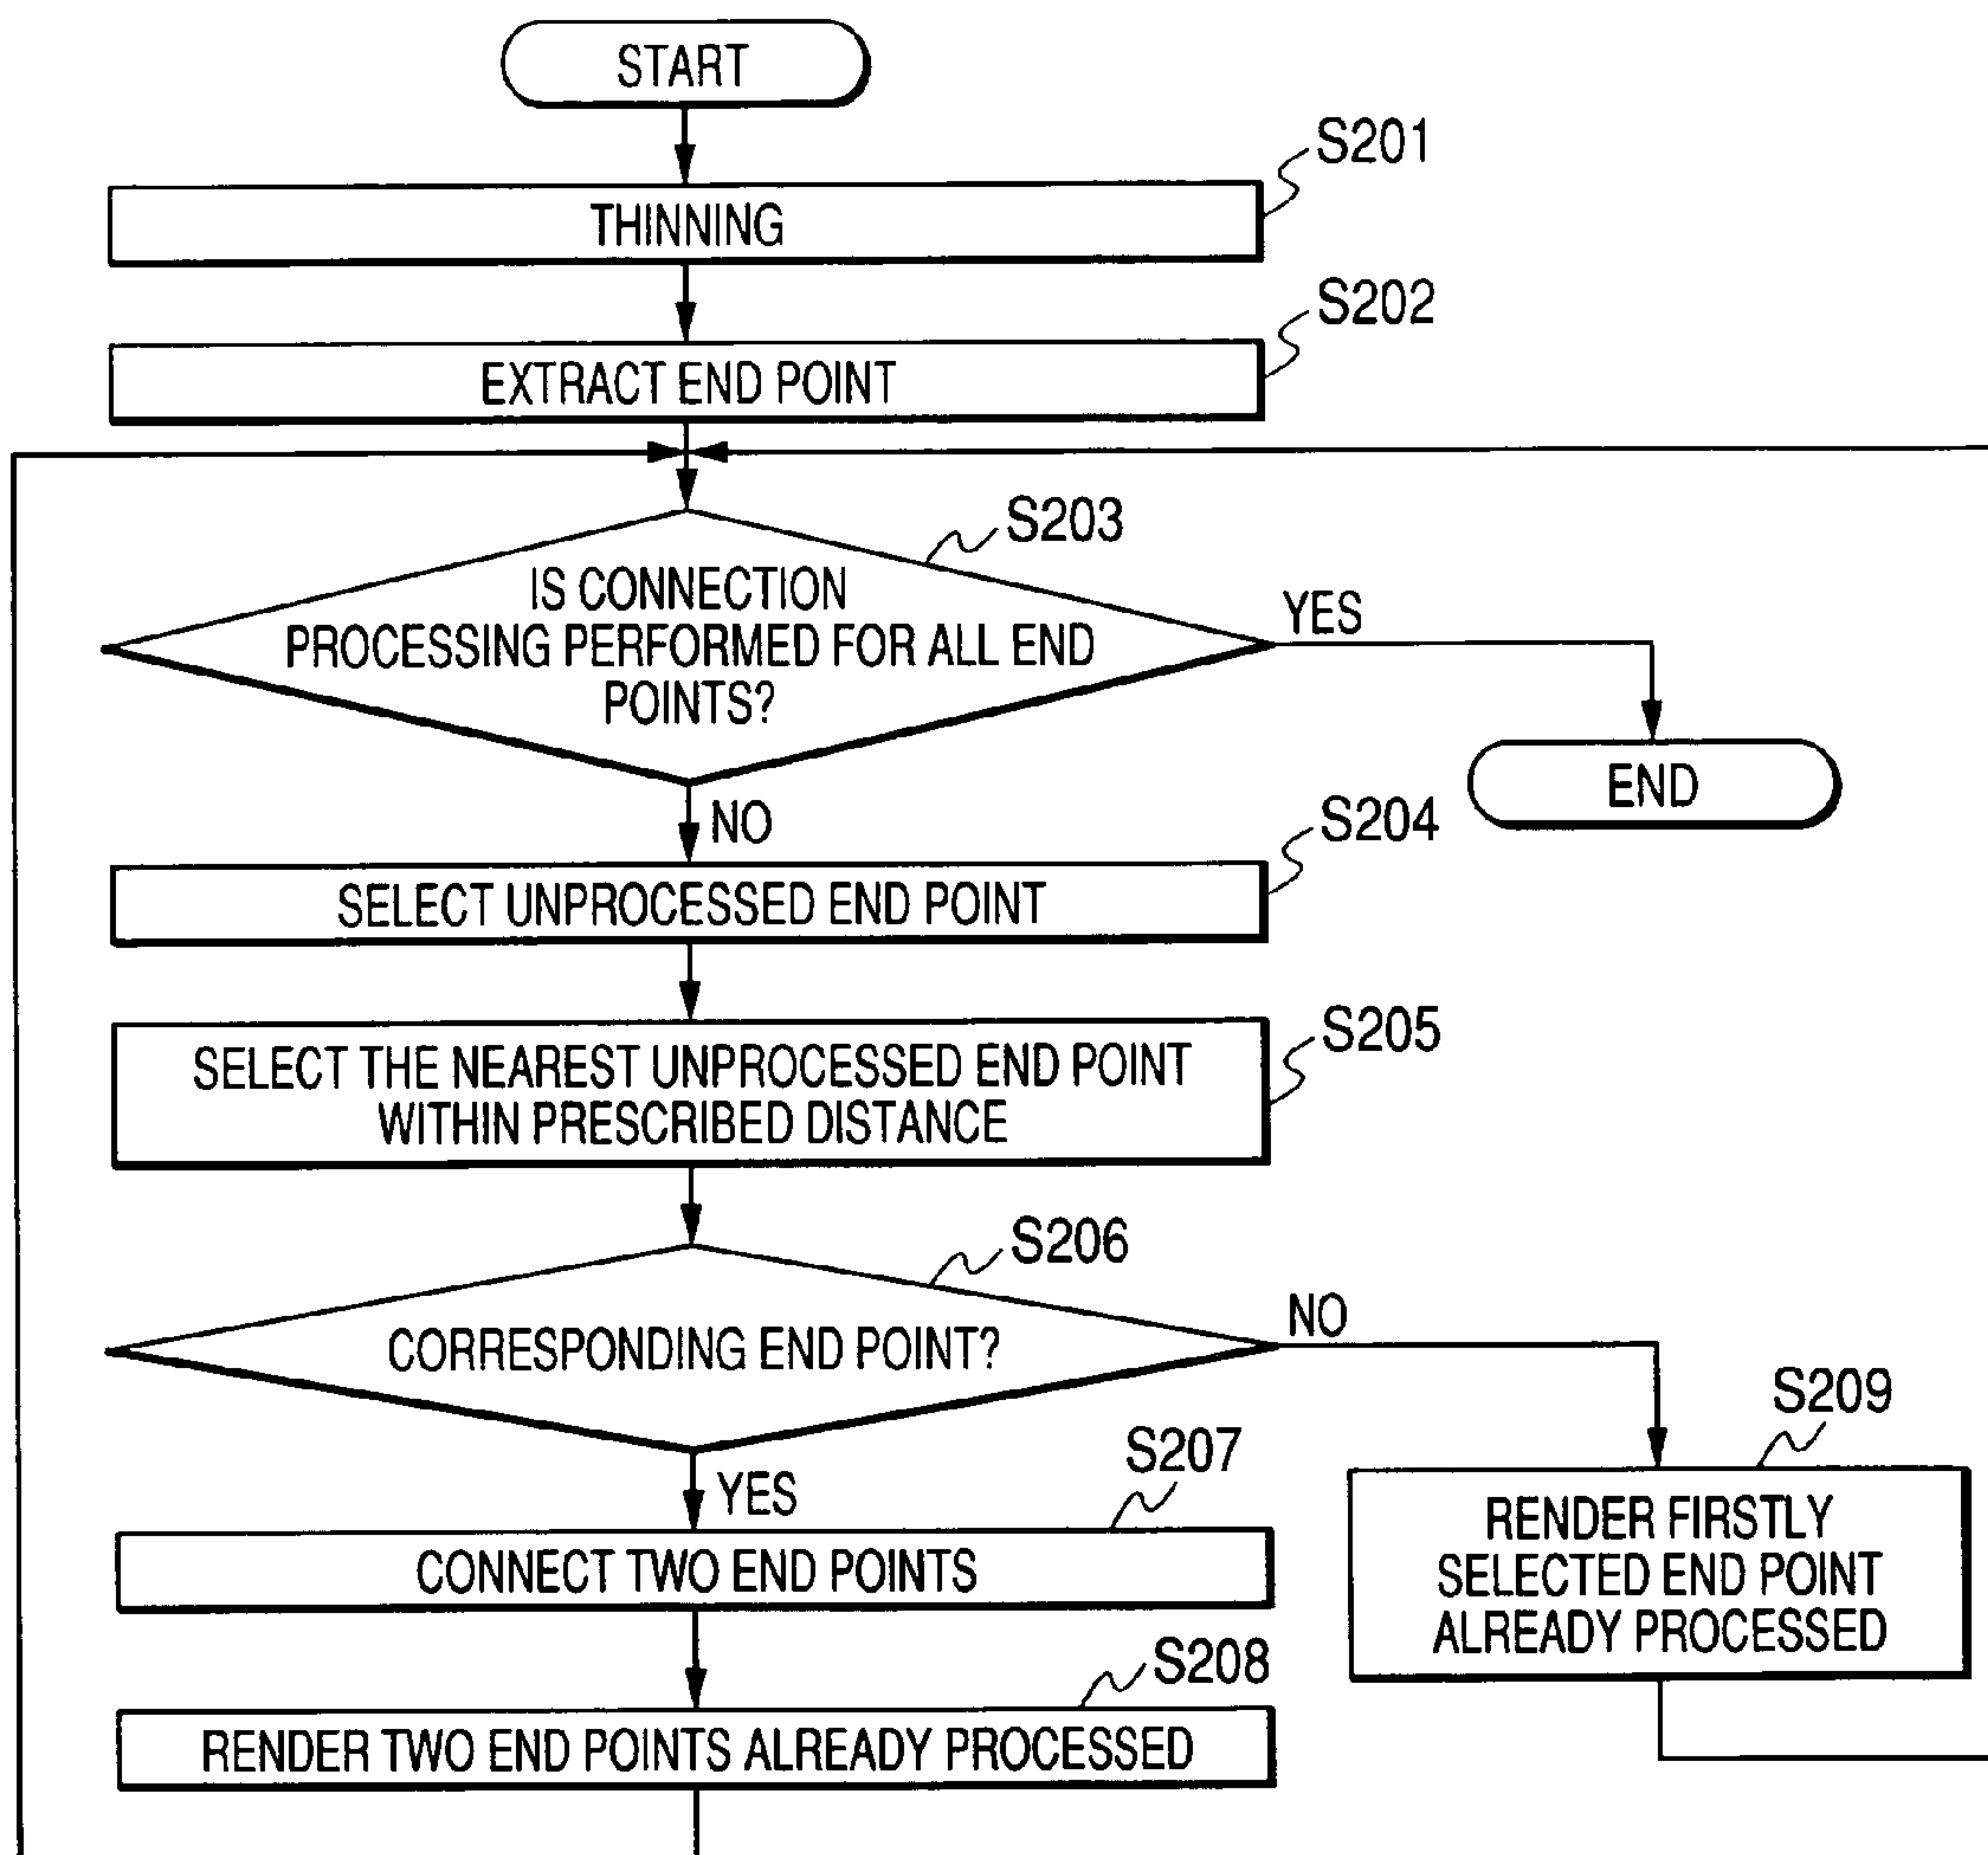 START
S201
THINNING
S202
EXTRACT END POINT
S203
IS CONNECTION
PROCESSING PERFORMED FOR ALL END
POINTS?
YES
END
NO
S204
SELECT UNPROCESSED END POINT
S205
SELECT THE NEAREST UNPROCESSED END POINT
WITHIN PRESCRIBED DISTANCE
S206
CORRESPONDING END POINT?
NO
S209
RENDER FIRSTLY
SELECTED END POINT
ALREADY PROCESSED
YES
S207
CONNECT TWO END POINTS
S208
RENDER TWO END POINTS ALREADY PROCESSED